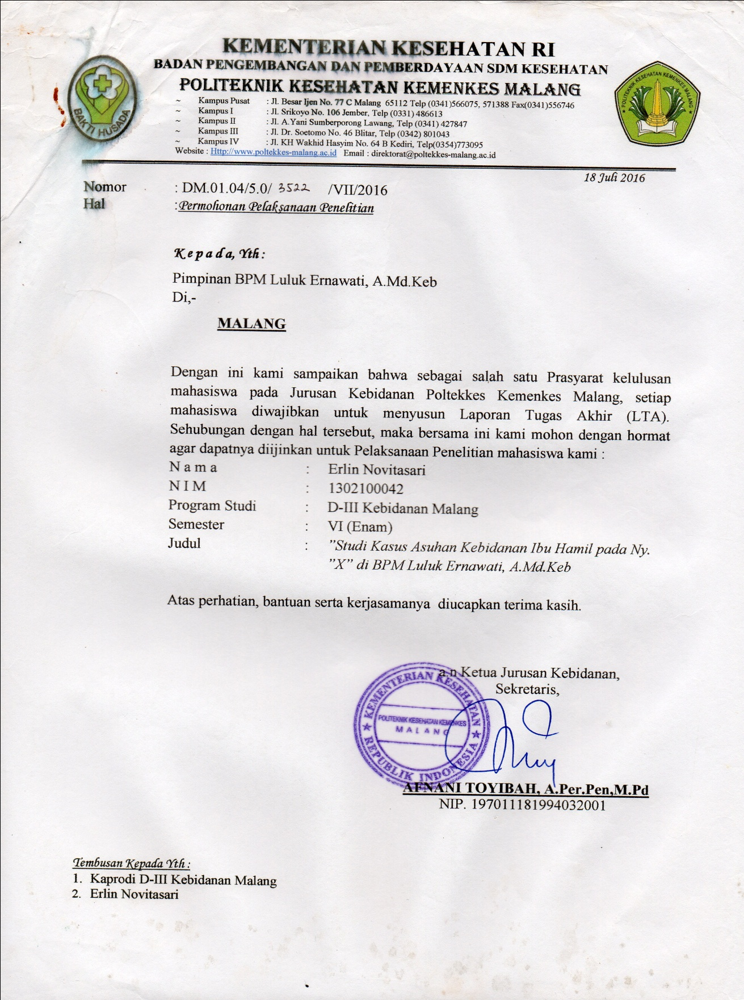 KEMENTERIAN KESEHATAN RI
BADAN PENGEMBANGAN DAN PEMBERDAYAAN SDM KESEHATAN
POLITEKNIK KESEHATAN KEMENKES MALANG
~ Kampus Pusat : Jl. Besar Ijen No. 77 C Malang 65112 Telp (0341)566075, 571388 Fax(0341)556746
~ Kampus I : Jl. Srikoyo No. 106 Jember, Telp (0331) 486613
~ Kampus II : Jl. A.Yani Sumberporong Lawang, Telp (0341) 427847
~ Kampus III : Jl. Dr. Soetomo No. 46 Blitar, Telp (0342) 801043
~ Kampus IV : Jl. KH Wakhid Hasyim No. 64 B Kediri, Telp(0354)773095
Website : Http://www.poltekkes-malang.ac.id Email : direktorat@poltekkes-malang.ac.id
BAKTI HUSADA
POLITEKNIK KESEHATAN KEMENKES MALANG
18 Juli 2016
Nomor : DM.01.04/5.0/ 3522 /VII/2016
Hal : Permohonan Pelaksanaan Penelitian
Kepada, Yth :
Pimpinan BPM Luluk Ernawati, A.Md.Keb
Di,-
MALANG
Dengan ini kami sampaikan bahwa sebagai salah satu Prasyarat kelulusan
mahasiswa pada Jurusan Kebidanan Poltekkes Kemenkes Malang, setiap
mahasiswa diwajibkan untuk menyusun Laporan Tugas Akhir (LTA).
Sehubungan dengan hal tersebut, maka bersama ini kami mohon dengan hormat
agar dapatnya diijinkan untuk Pelaksanaan Penelitian mahasiswa kami :
N a m a : Erlin Novitasari
N I M : 1302100042
Program Studi : D-III Kebidanan Malang
Semester : VI (Enam)
Judul : ”Studi Kasus Asuhan Kebidanan Ibu Hamil pada Ny.
”X” di BPM Luluk Ernawati, A.Md.Keb
Atas perhatian, bantuan serta kerjasamanya diucapkan terima kasih.
a.n Ketua Jurusan Kebidanan,
Sekretaris,
KEMENTERIAN KESEHATAN
POLITEKNIK KESEHATAN KEMENKES
MALANG
REPUBLIK INDONESIA
AFNANI TOYIBAH, A.Per.Pen,M.Pd
NIP. 197011181994032001
Tembusan Kepada Yth :
1. Kaprodi D-III Kebidanan Malang
2. Erlin Novitasari